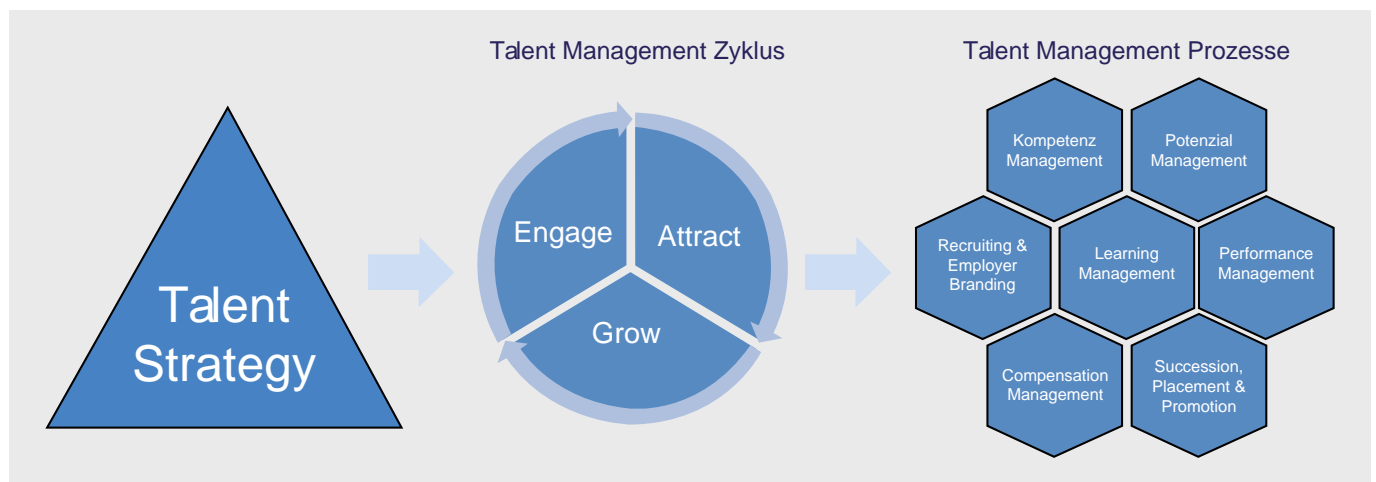 Talent Management Zyklus
Talent Management Prozesse
Talent
Strategy
Engage
Attract
Grow
Kompetenz
Management
Potenzial
Management
Recruiting &
Employer
Branding
Learning
Management
Performance
Management
Compensation
Management
Succession,
Placement &
Promotion